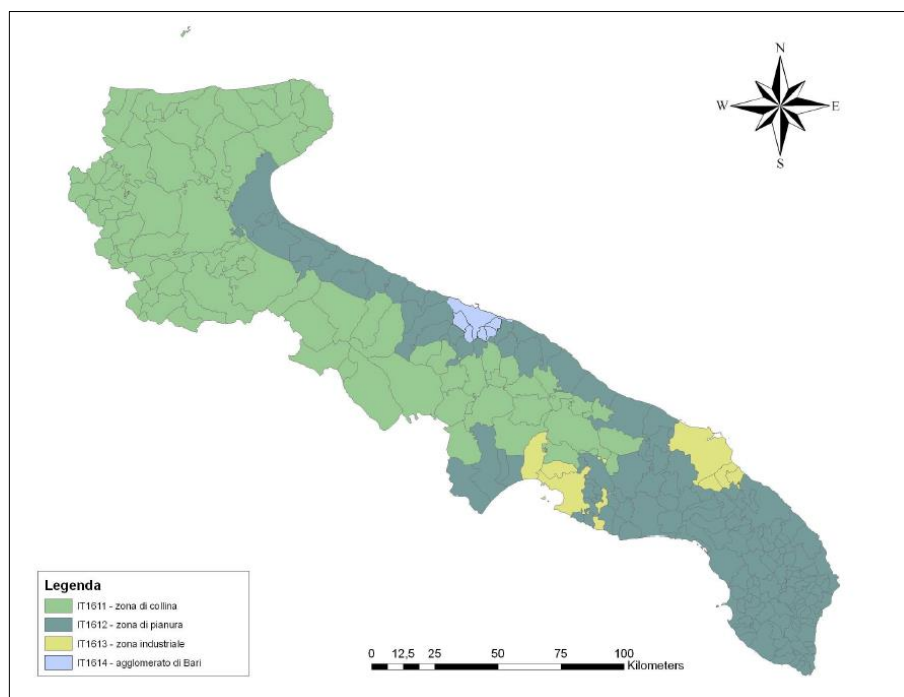 N
W E
S
Legenda
IT1611 - zona di collina
IT1612 - zona di pianura
IT1613 - zona industriale
IT1614 - agglomerato di Bari
0 12,5 25 50 75 100
Kilometers